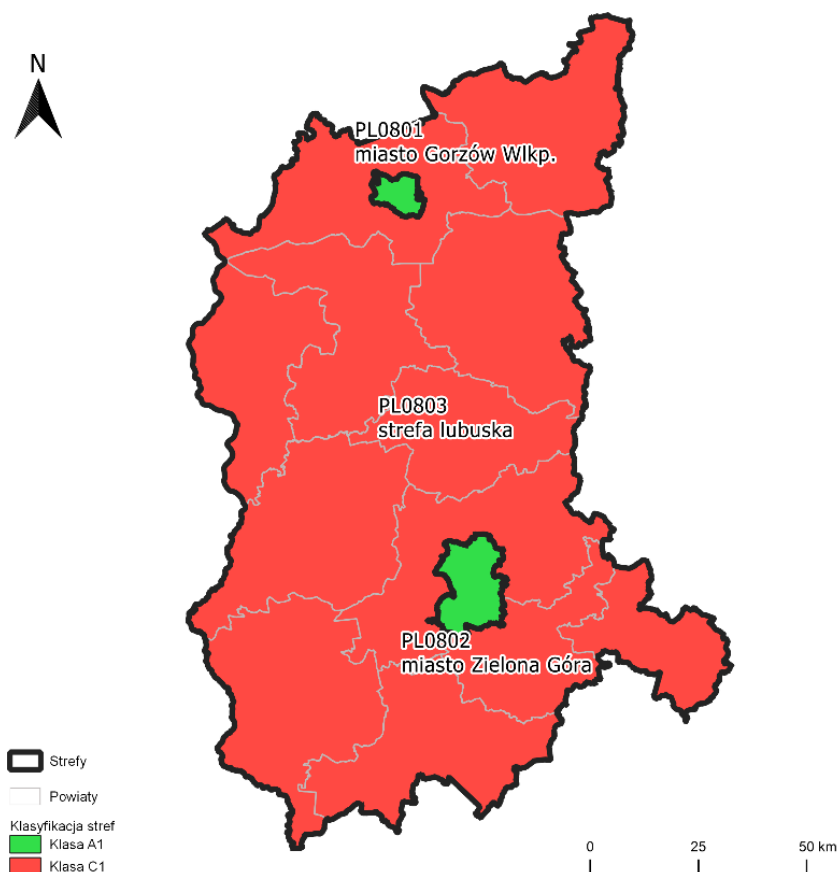 N
PL0801
miasto Gorzów Wlkp.
PL0803
strefa lubuska
PL0802
miasto Zielona Góra
Strefy
Powiaty
Klasyfikacja stref
Klasa A1
Klasa C1
0 25 50 km